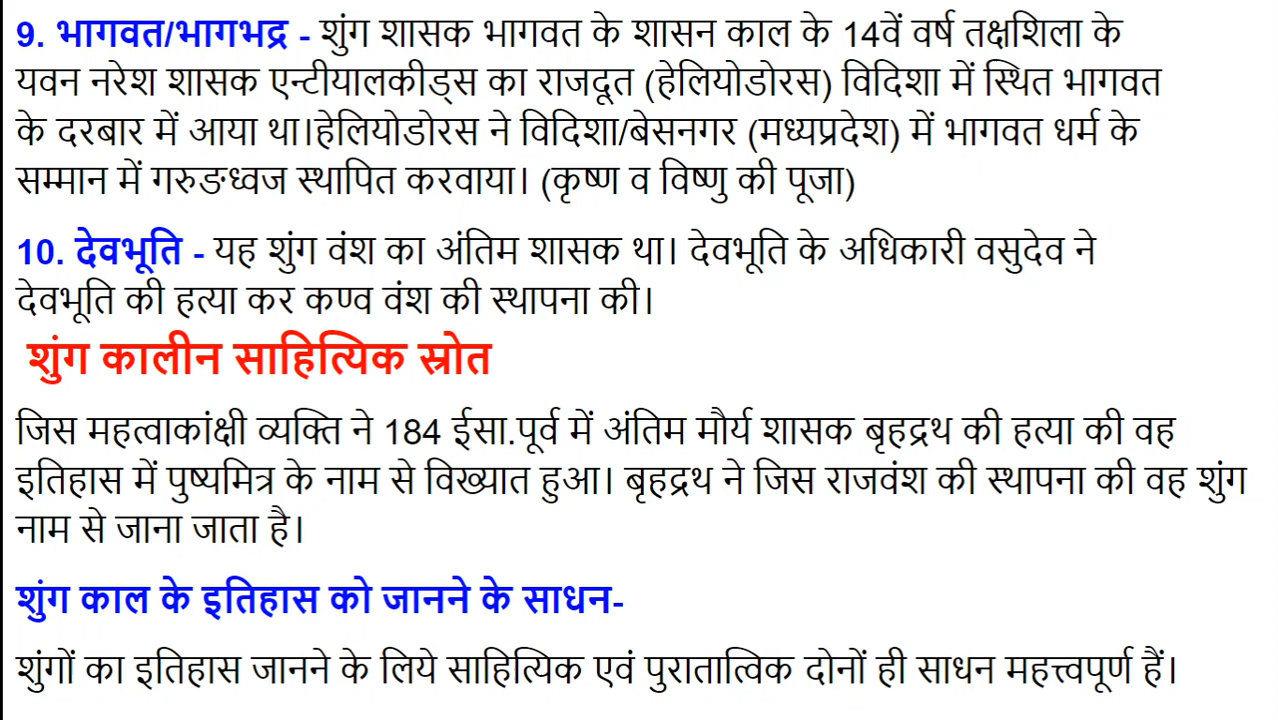 9. भागवत/भागभद्र - शुंग शासक भागवत के शासन काल के 14वें वर्ष तक्षशिला के
यवन नरेश शासक एन्टीयालकीड्स का राजदूत (हेलियोडोरस) विदिशा में स्थित भागवत
के दरबार में आया था।हेलियोडोरस ने विदिशा/बेसनगर (मध्यप्रदेश) में भागवत धर्म के
सम्मान में गरुङध्वज स्थापित करवाया। (कृष्ण व विष्णु की पूजा)
10. देवभूति - यह शुंग वंश का अंतिम शासक था। देवभूति के अधिकारी वसुदेव ने
देवभूति की हत्या कर कण्व वंश की स्थापना की।
शुंग कालीन साहित्यिक स्रोत
जिस महत्वाकांक्षी व्यक्ति ने 184 ईसा.पूर्व में अंतिम मौर्य शासक बृहद्रथ की हत्या की वह
इतिहास में पुष्यमित्र के नाम से विख्यात हुआ। बृहद्रथ ने जिस राजवंश की स्थापना की वह शुंग
नाम से जाना जाता है।
शुंग काल के इतिहास को जानने के साधन-
शुंगों का इतिहास जानने के लिये साहित्यिक एवं पुरातात्विक दोनों ही साधन महत्त्वपूर्ण हैं।